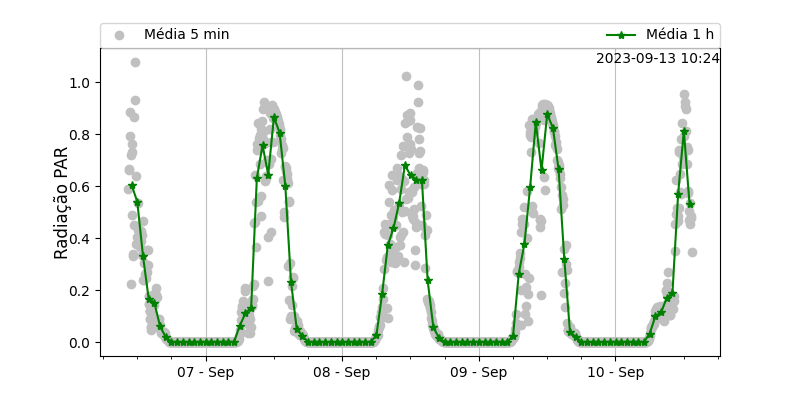 Média 5 min
Média 1 h
2023-09-13 10:24
Radiação PAR
1.0
0.8
0.6
0.4
0.2
0.0
07 - Sep
08 - Sep
09 - Sep
10 - Sep